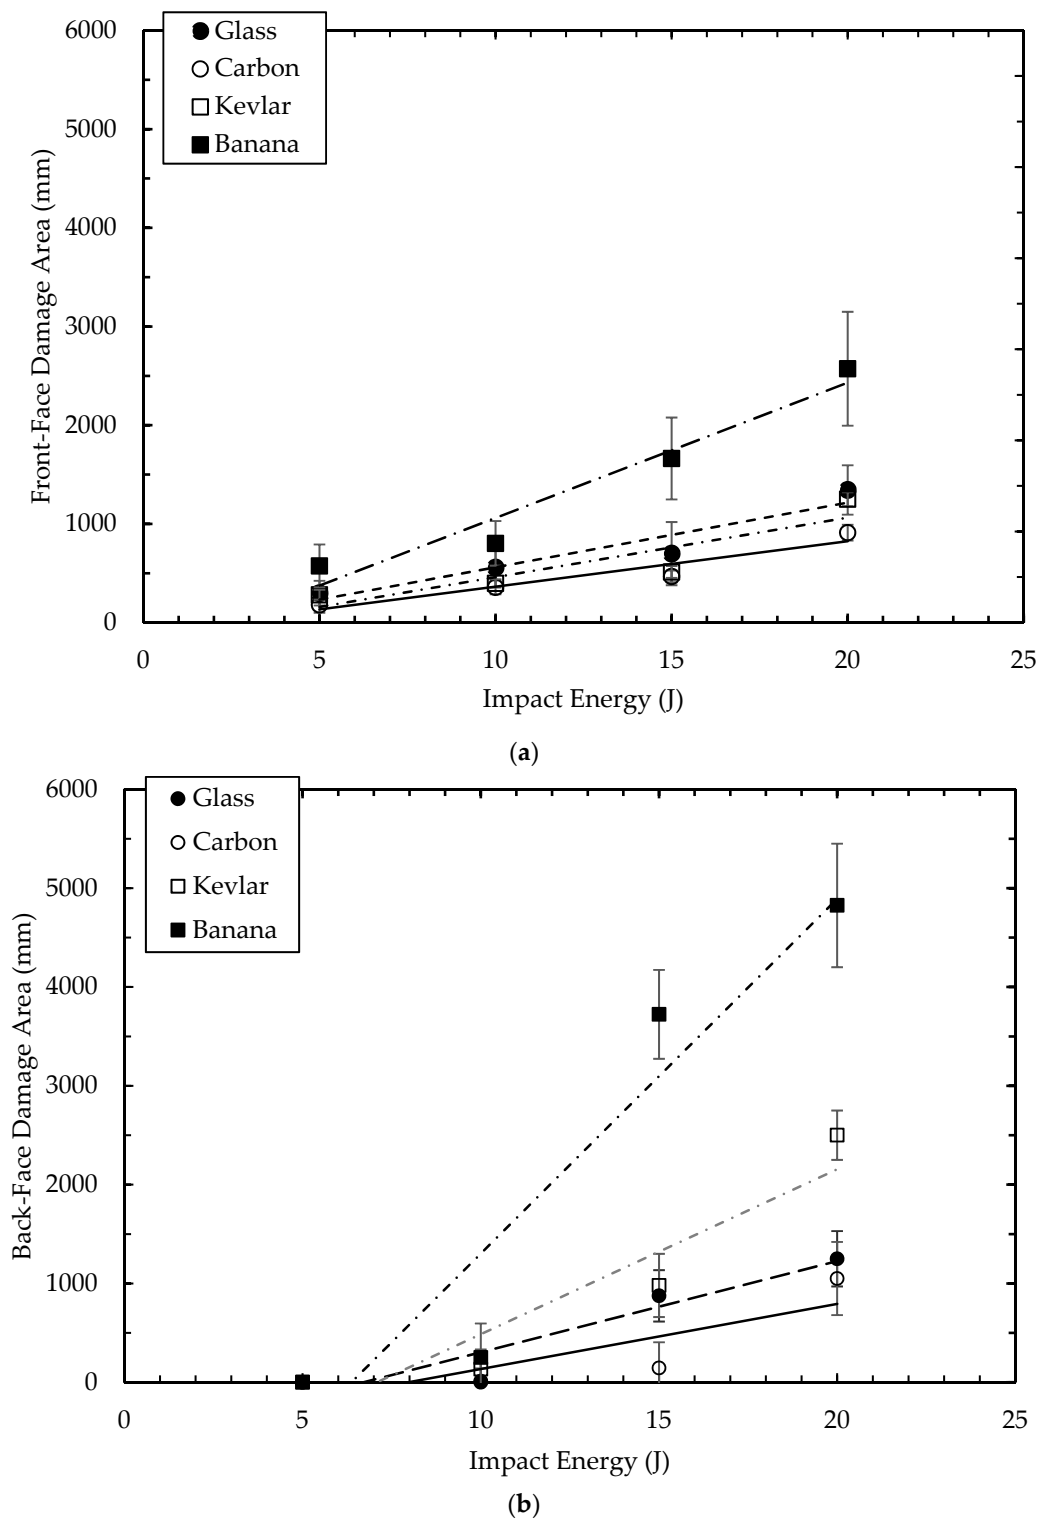 6000
5000
4000
3000
2000
1000
0
Front-Face Damage Area (mm)
Glass
Carbon
Kevlar
Banana
0 5 10 15 20 25
Impact Energy (J)
(a)
6000
5000
4000
3000
2000
1000
0
Back-Face Damage Area (mm)
Glass
Carbon
Kevlar
Banana
0 5 10 15 20 25
Impact Energy (J)
(b)